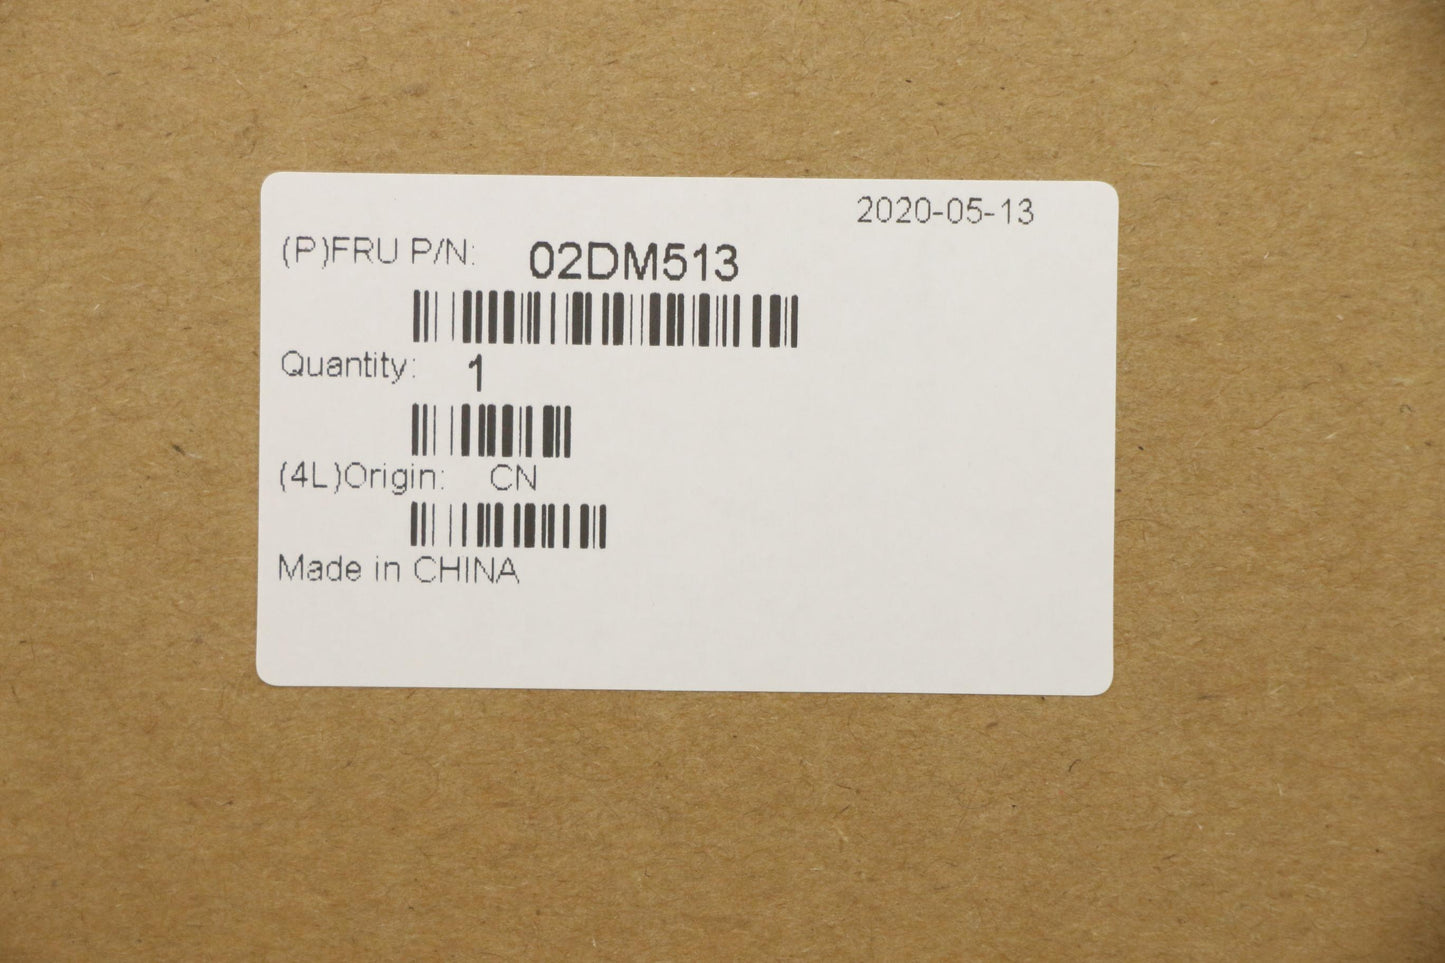 2020-05-13
(P)FRU P/N: 02DM513
Quantity: 1
(4L)Origin: CN
Made in CHINA